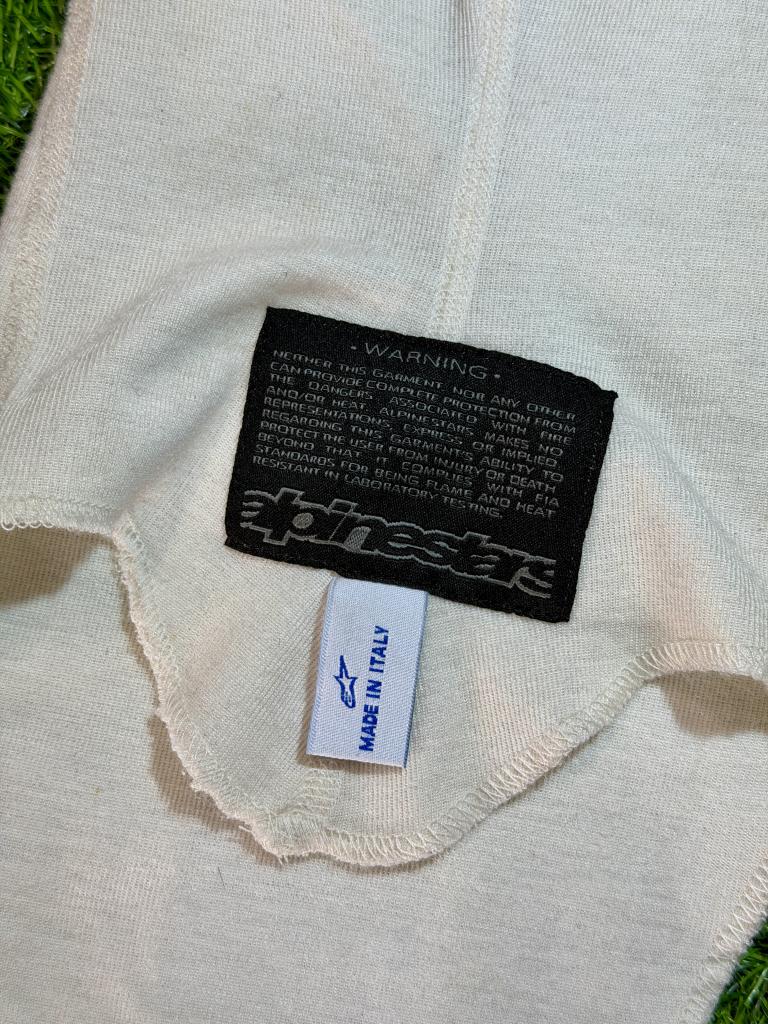 • WARNING •
NEITHER THIS GARMENT, NOR ANY OTHER
CAN PROVIDE COMPLETE PROTECTION FROM
THE DANGERS ASSOCIATED WITH FIRE
AND/OR HEAT. ALPINESTARS MAKES NO
REPRESENTATIONS, EXPRESS OR IMPLIED,
REGARDING THIS GARMENT'S ABILITY TO
PROTECT THE USER FROM INJURY OR DEATH,
BEYOND THAT IT COMPLIES WITH FIA
STANDARDS FOR BEING FLAME AND HEAT
RESISTANT IN LABORATORY TESTING.
alpinestars
MADE IN ITALY